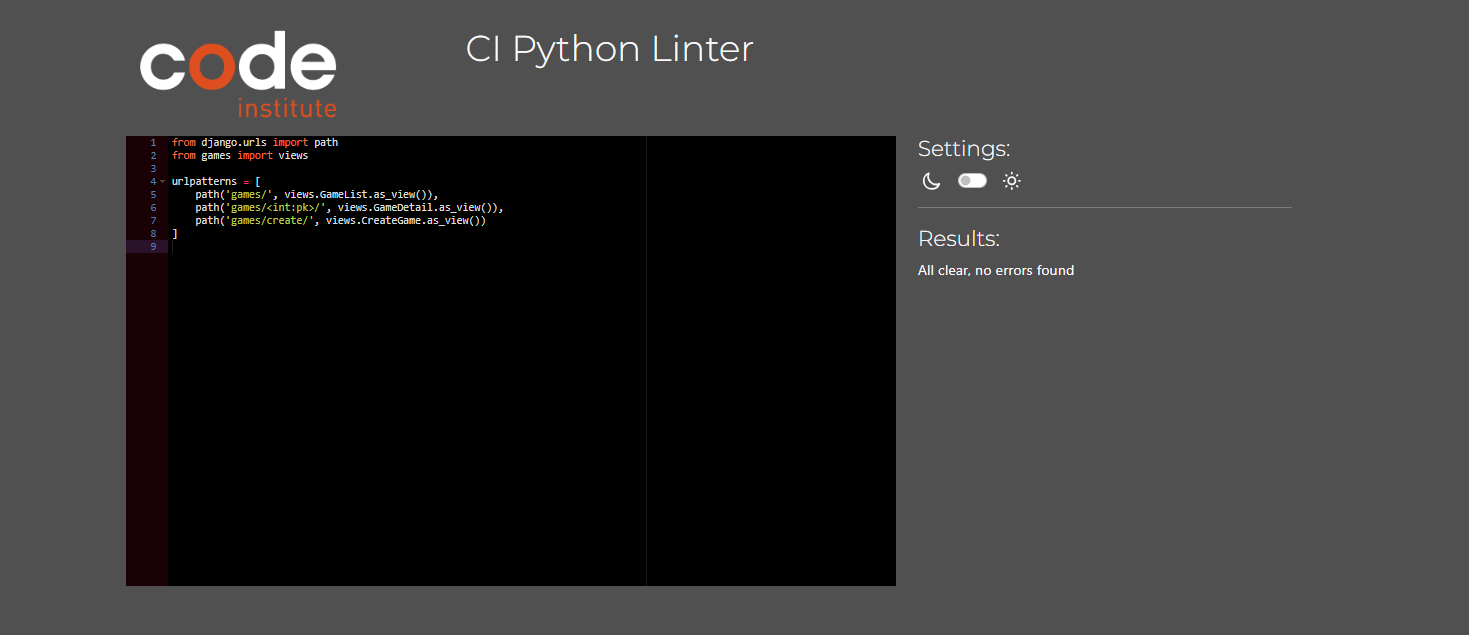 code
institute
CI Python Linter
1 from django.urls import path
2 from games import views
3
4 urlpatterns = [
5     path('games/', views.GameList.as_view()),
6     path('games/<int:pk>/', views.GameDetail.as_view()),
7     path('games/create/', views.CreateGame.as_view())
8 ]
9
Settings:
Results:
All clear, no errors found